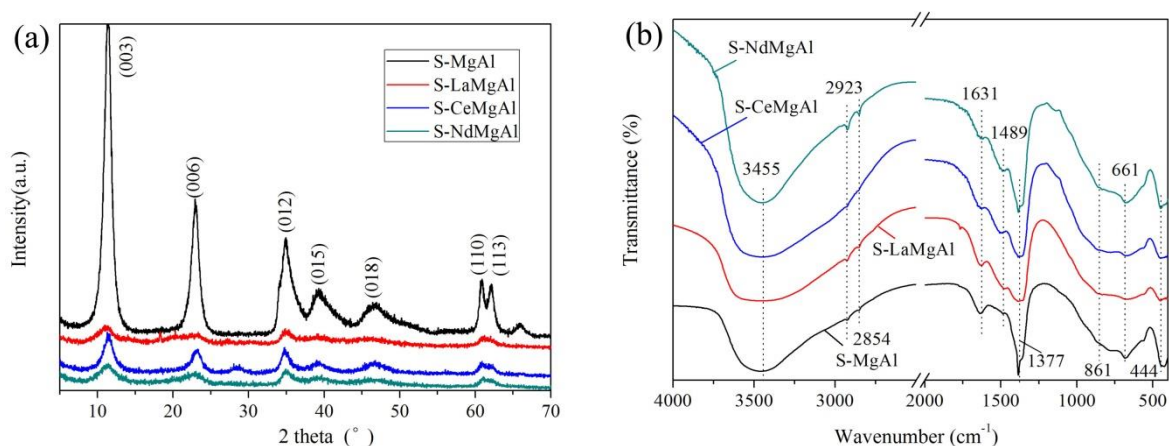 (a)
(003)
(006)
(012)
(015)
(018)
(110)
(113)
S-MgAl
S-LaMgAl
S-CeMgAl
S-NdMgAl
Intensity(a.u.)
10 20 30 40 50 60 70
2 theta (°)
(b)
S-NdMgAl
S-CeMgAl
2923
1631
1489
3455
661
S-LaMgAl
2854
S-MgAl
1377
861
444
Transmittance (%)
4000 3500 3000 2500 2000 1500 1000 500
Wavenumber (cm⁻¹)